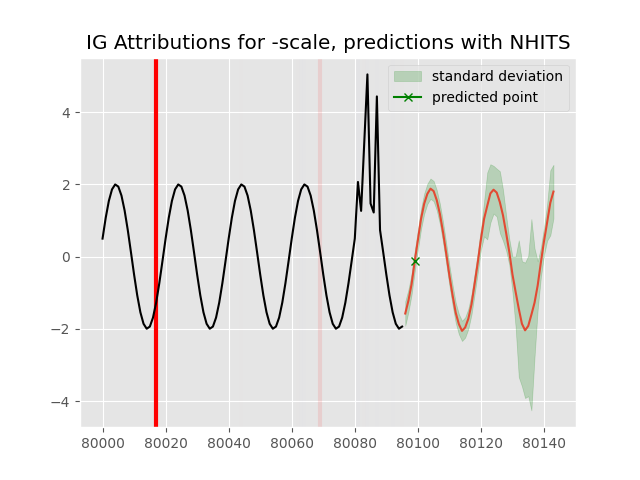 IG Attributions for -scale, predictions with NHITS
standard deviation
predicted point
4
2
0
−2
−4
80000 80020 80040 80060 80080 80100 80120 80140